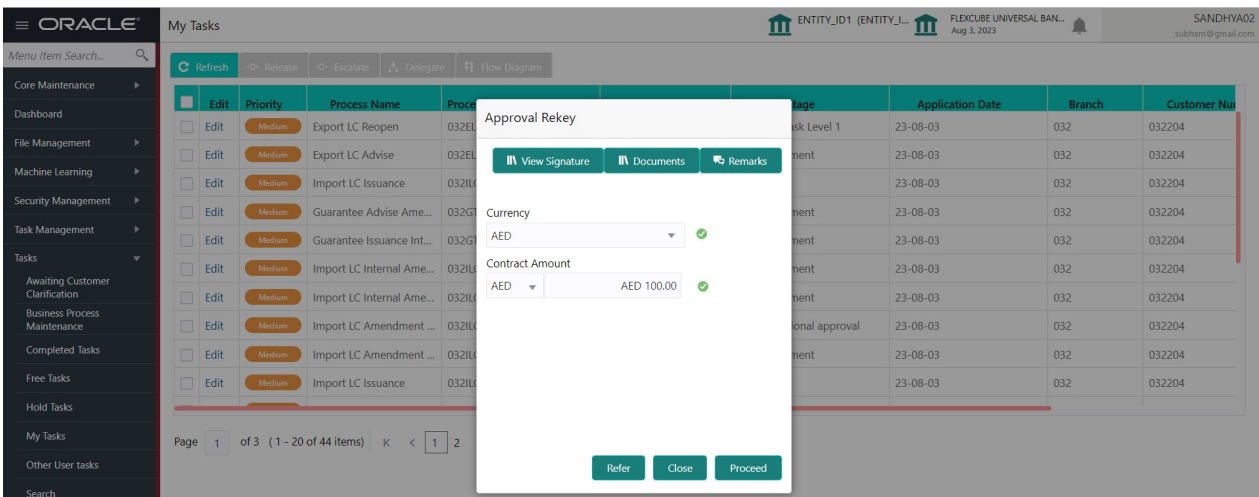 ORACLE
My Tasks
ENTITY_ID1 (ENTITY_I...
FLEXCUBE UNIVERSAL BAN...
Aug 3, 2023
SANDHYA02
subham@gmail.com
Menu Item Search...
Core Maintenance
Dashboard
File Management
Machine Learning
Security Management
Task Management
Tasks
Awaiting Customer
Clarification
Business Process
Maintenance
Completed Tasks
Free Tasks
Hold Tasks
My Tasks
Other User tasks
Search
Refresh Release Escalate Delegate Flow Diagram
Edit Priority Process Name Proce tage Application Date Branch Customer Nu
Edit Medium Export LC Reopen 032EL sk Level 1 23-08-03 032 032204
Edit Medium Export LC Advise 032EL ment 23-08-03 032 032204
Edit Medium Import LC Issuance 032IL 23-08-03 032 032204
Edit Medium Guarantee Advise Ame... 032GT ment 23-08-03 032 032204
Edit Medium Guarantee Issuance Int... 032GT ment 23-08-03 032 032204
Edit Medium Import LC Internal Ame... 032IL ment 23-08-03 032 032204
Edit Medium Import LC Internal Ame... 032IL ment 23-08-03 032 032204
Edit Medium Import LC Amendment ... 032IL ional approval 23-08-03 032 032204
Edit Medium Import LC Amendment ... 032IL ment 23-08-03 032 032204
Edit Medium Import LC Issuance 032IL 23-08-03 032 032204
Page 1 of 3 (1 - 20 of 44 items) 1 2
Approval Rekey
View Signature Documents Remarks
Currency
AED
Contract Amount
AED AED 100.00
Refer Close Proceed